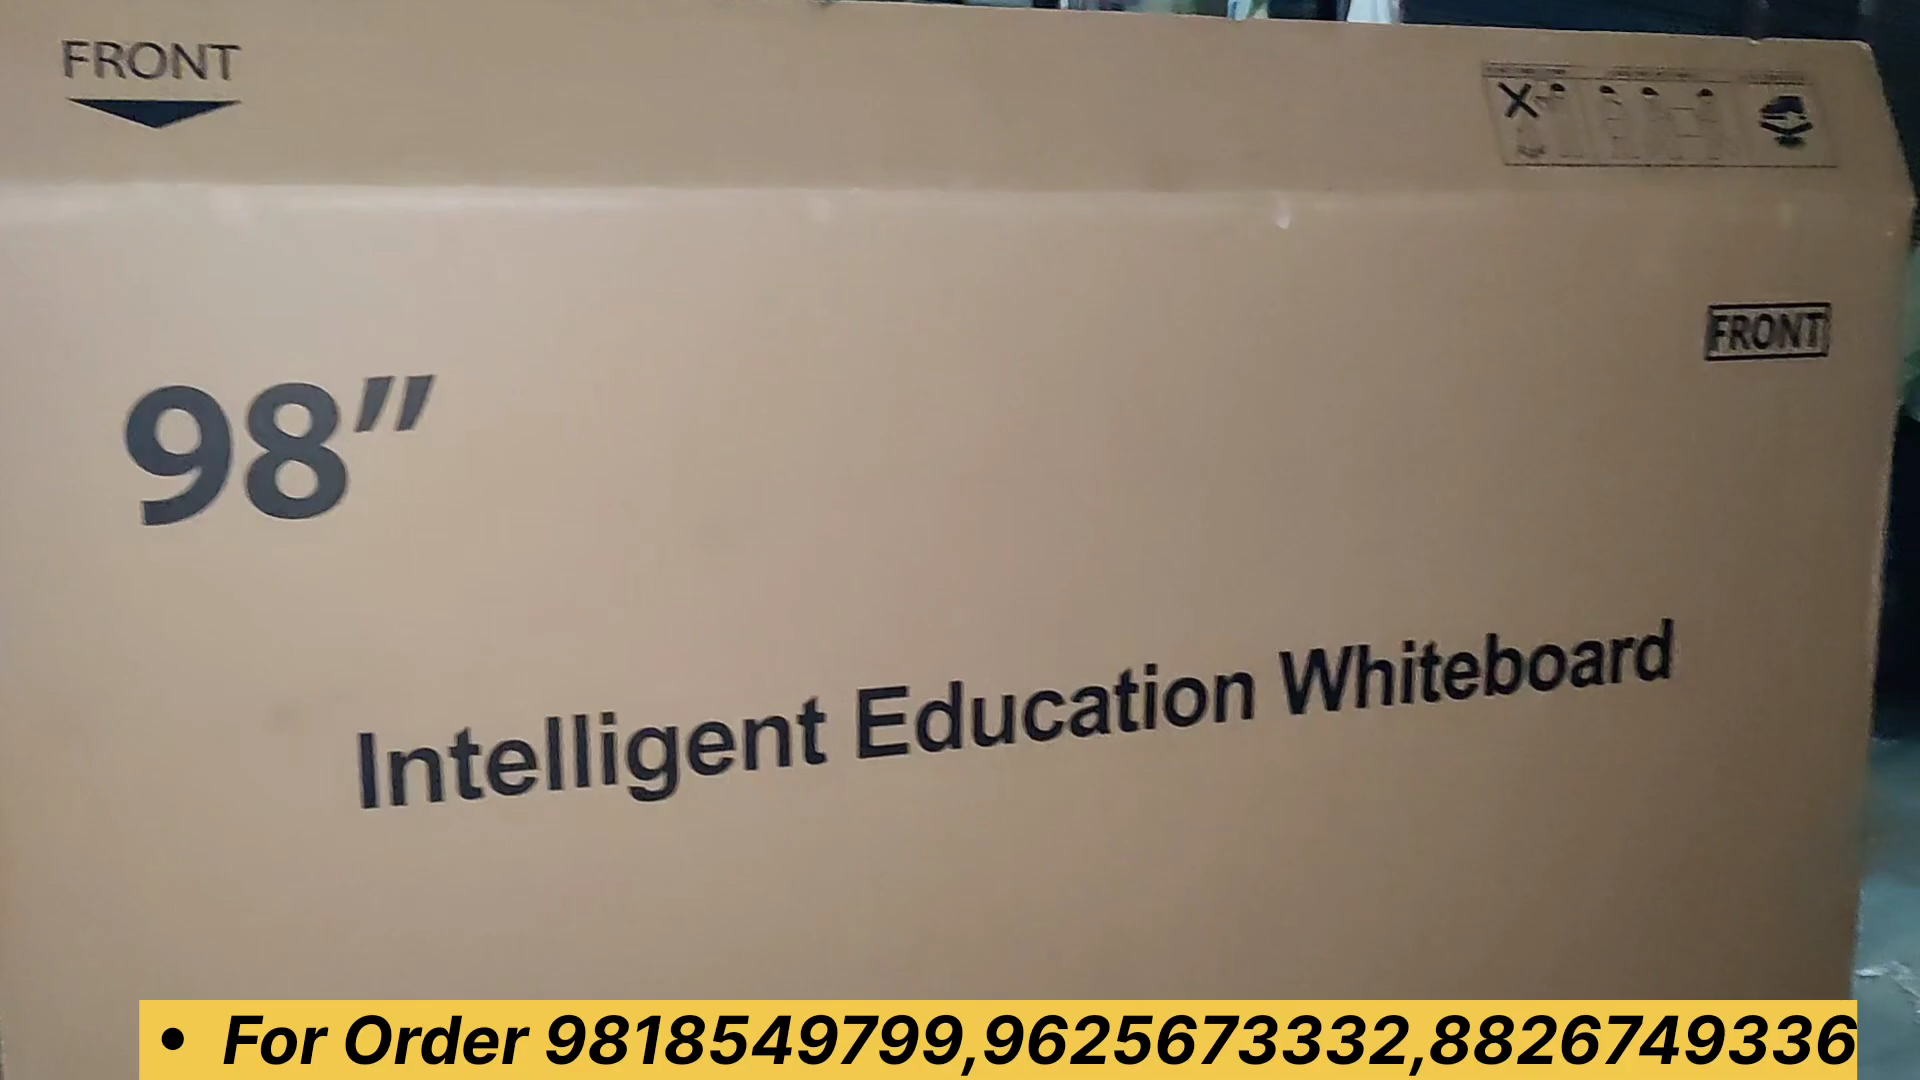 FRONT
FRONT
98”
Intelligent Education Whiteboard
• For Order 9818549799,9625673332,8826749336